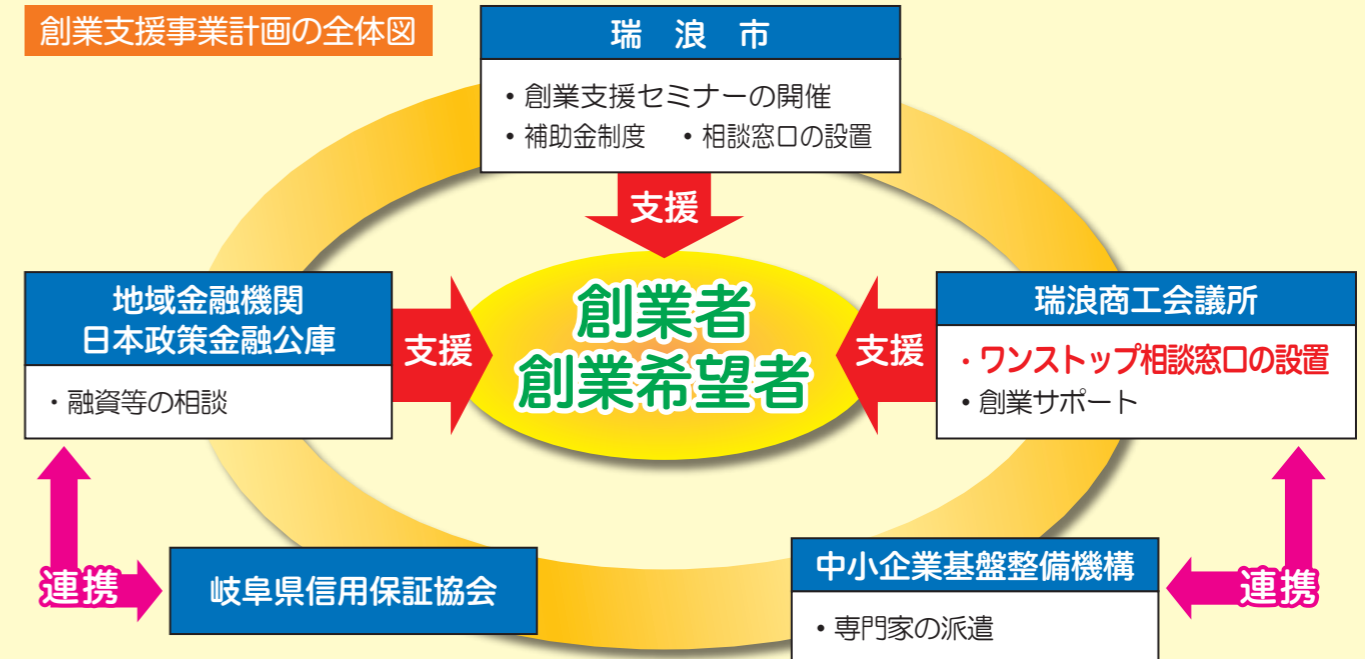 創業支援事業計画の全体図
瑞浪市
・創業支援セミナーの開催
・補助金制度 ・相談窓口の設置
支援
地域金融機関
日本政策金融公庫
・融資等の相談
支援
創業者
創業希望者
支援
瑞浪商工会議所
・ワンストップ相談窓口の設置
・創業サポート
連携
岐阜県信用保証協会
中小企業基盤整備機構
・専門家の派遣
連携